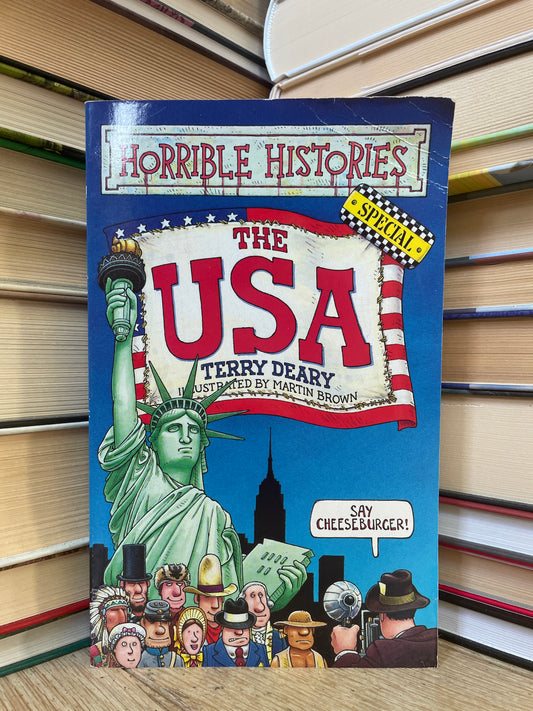 HORRIBLE HISTORIES
SPECIAL
THE
USA
TERRY DEARY
ILLUSTRATED BY MARTIN BROWN
SAY
CHEESEBURGER!